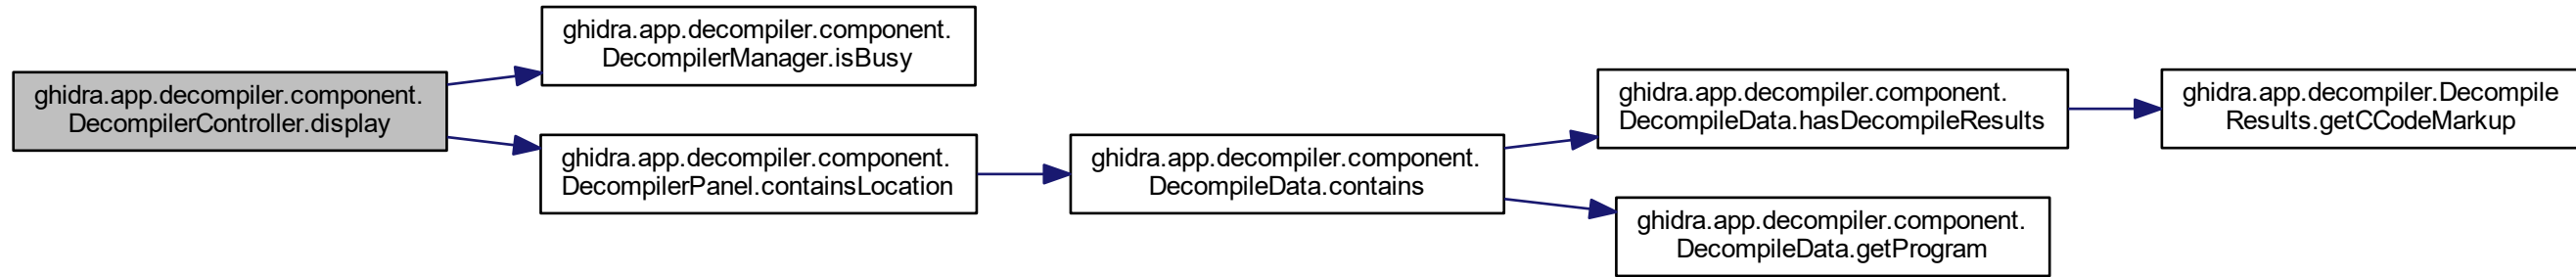 ghidra.app.decompiler.component.
DecompilerController.display
ghidra.app.decompiler.component.
DecompilerManager.isBusy
ghidra.app.decompiler.component.
DecompilerPanel.containsLocation
ghidra.app.decompiler.component.
DecompileData.contains
ghidra.app.decompiler.component.
DecompileData.hasDecompileResults
ghidra.app.decompiler.component.
DecompileData.getProgram
ghidra.app.decompiler.Decompile
Results.getCCodeMarkup